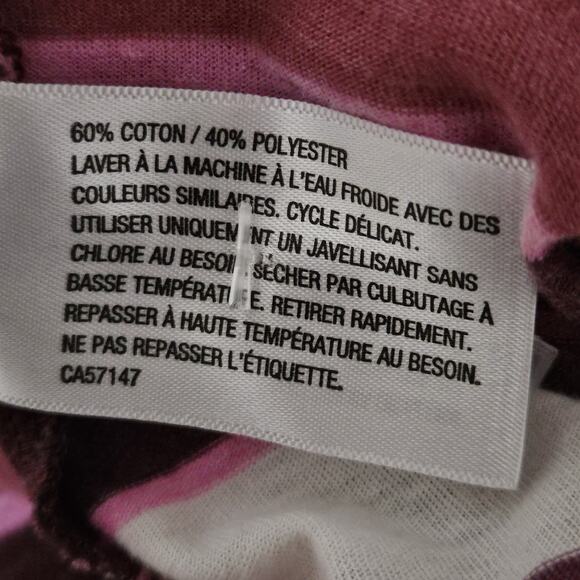 60% COTON / 40% POLYESTER
LAVER À LA MACHINE À L'EAU FROIDE AVEC DES
COULEURS SIMILAIRES. CYCLE DÉLICAT.
UTILISER UNIQUEMENT UN JAVELLISANT SANS
CHLORE AU BESOIN. SÉCHER PAR CULBUTAGE À
BASSE TEMPÉRATURE. RETIRER RAPIDEMENT.
REPASSER À HAUTE TEMPÉRATURE AU BESOIN.
NE PAS REPASSER L'ÉTIQUETTE.
CA57147